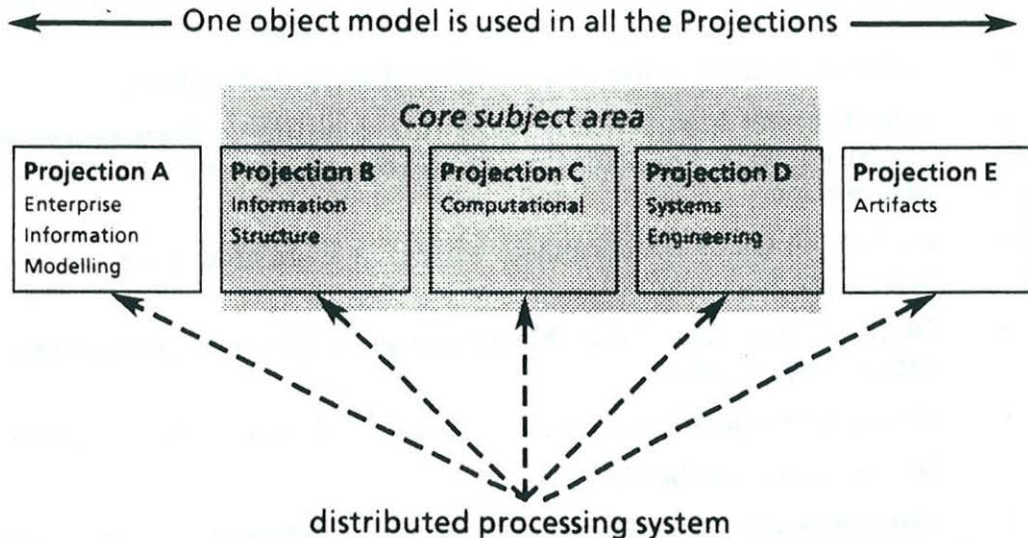 One object model is used in all the Projections
Core subject area
Projection A
Enterprise
Information
Modelling
Projection B
Information
Structure
Projection C
Computational
Projection D
Systems
Engineering
Projection E
Artifacts
distributed processing system